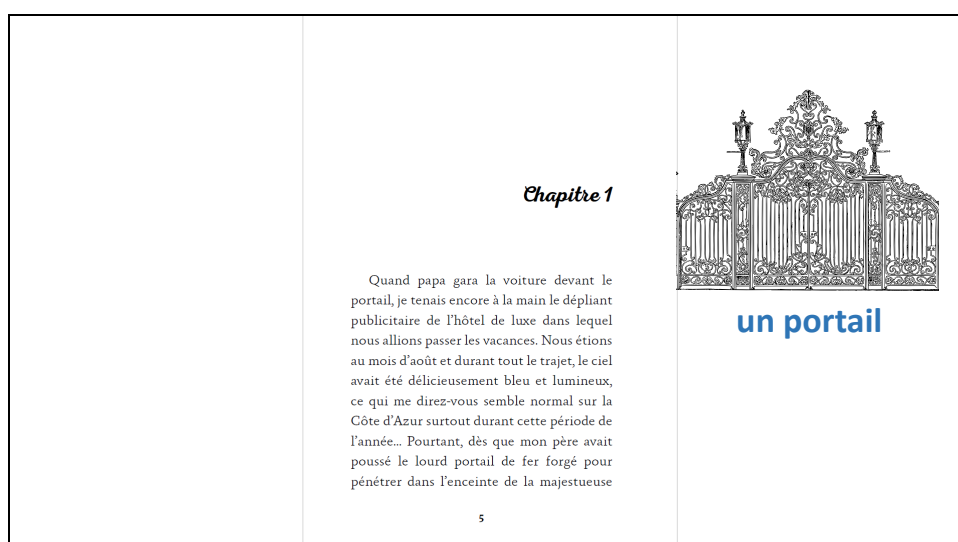 Chapitre 1
Quand papa gara la voiture devant le
portail, je tenais encore à la main le dépliant
publicitaire de l'hôtel de luxe dans lequel
nous allions passer les vacances. Nous étions
au mois d'août et durant tout le trajet, le ciel
avait été délicieusement bleu et lumineux,
ce qui me direz-vous semble normal sur la
Côte d'Azur surtout durant cette période de
l'année... Pourtant, dès que mon père avait
poussé le lourd portail de fer forgé pour
pénétrer dans l'enceinte de la majestueuse
5
un portail